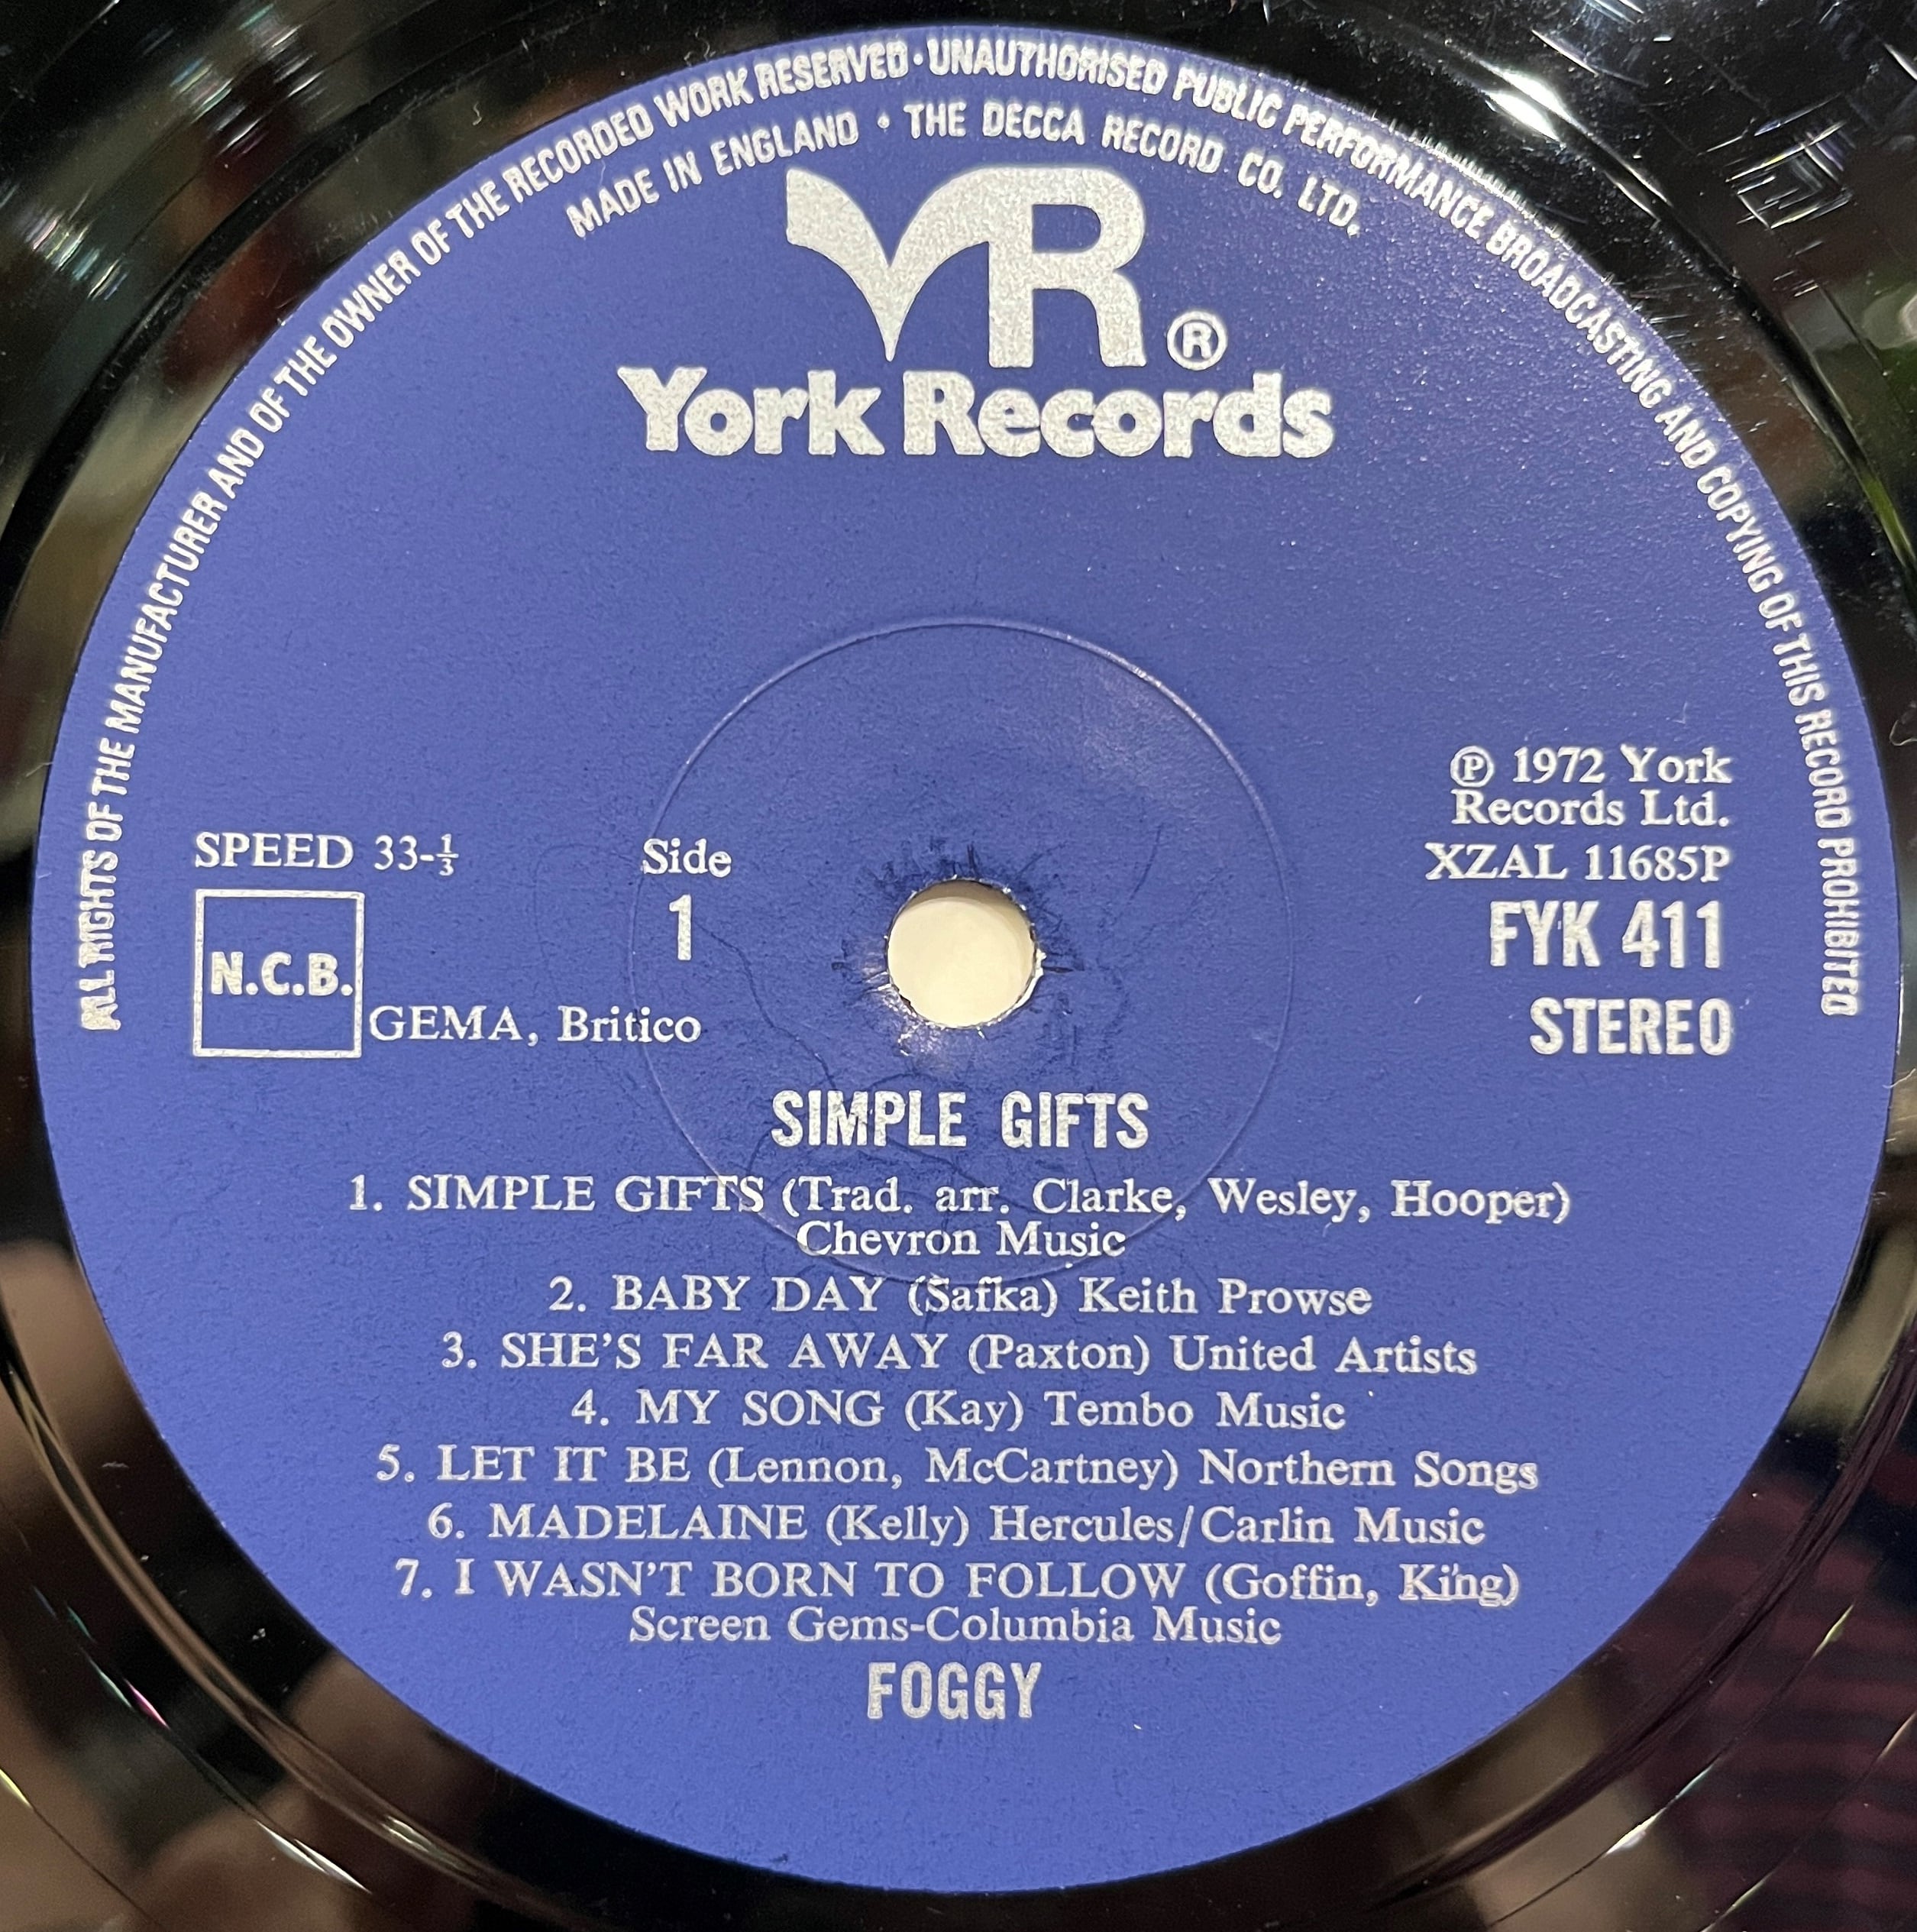 ALL RIGHTS OF THE MANUFACTURER AND OF THE OWNER OF THE RECORDED WORK RESERVED · UNAUTHORISED PUBLIC PERFORMANCE BROADCASTING AND COPYING OF THIS RECORD PROHIBITED
MADE IN ENGLAND • THE DECCA RECORD CO. LTD.
YR ®
York Records
℗ 1972 York
Records Ltd.
SPEED 33-⅓
Side
XZAL 11685P
1
FYK 411
N.C.B.
GEMA, Britico
STEREO
SIMPLE GIFTS
1. SIMPLE GIFTS (Trad. arr. Clarke, Wesley, Hooper)
Chevron Music
2. BABY DAY (Safka) Keith Prowse
3. SHE'S FAR AWAY (Paxton) United Artists
4. MY SONG (Kay) Tembo Music
5. LET IT BE (Lennon, McCartney) Northern Songs
6. MADELAINE (Kelly) Hercules/Carlin Music
7. I WASN'T BORN TO FOLLOW (Goffin, King)
Screen Gems-Columbia Music
FOGGY